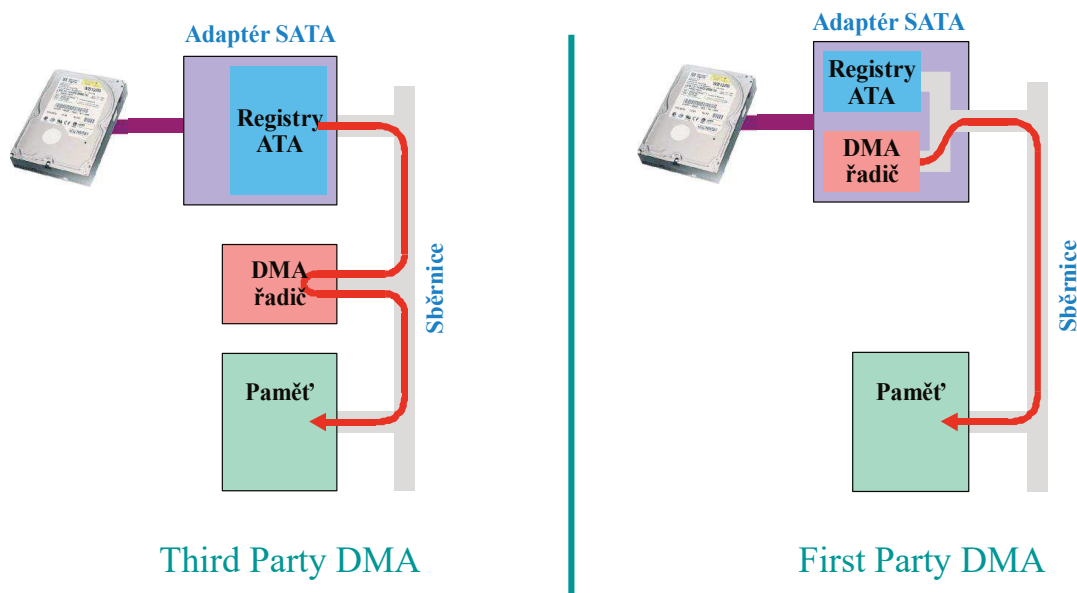 Adaptér SATA
Registry
ATA
DMA
řadič
Paměť
Sběrnice
Third Party DMA
Adaptér SATA
Registry
ATA
DMA
řadič
Paměť
Sběrnice
First Party DMA